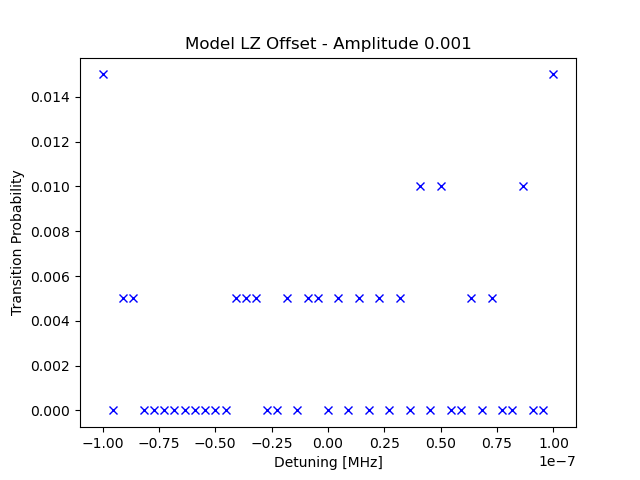 Model LZ Offset - Amplitude 0.001
Transition Probability
0.014
0.012
0.010
0.008
0.006
0.004
0.002
0.000
−1.00 −0.75 −0.50 −0.25 0.00 0.25 0.50 0.75 1.00
1e−7
Detuning [MHz]